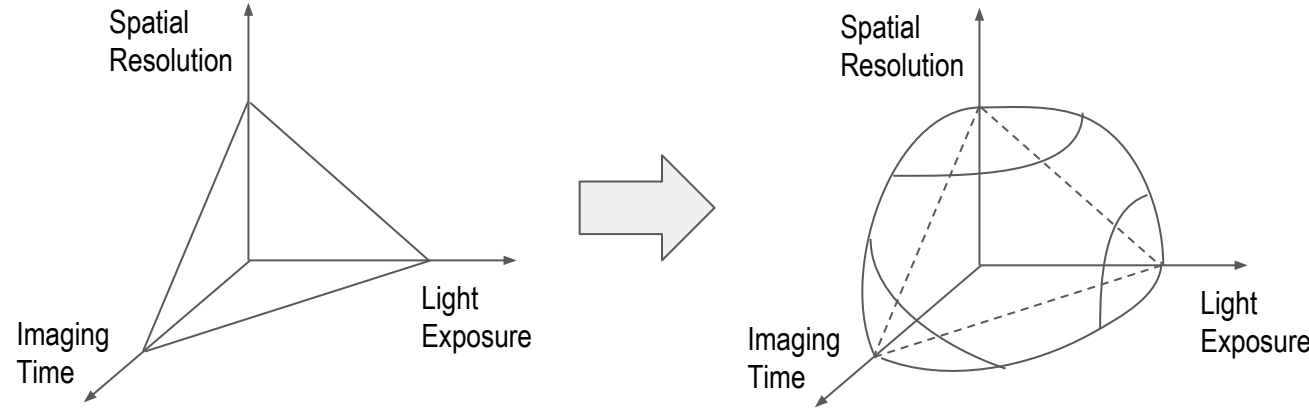 Spatial
Resolution
Light
Exposure
Imaging
Time
Spatial
Resolution
Light
Exposure
Imaging
Time